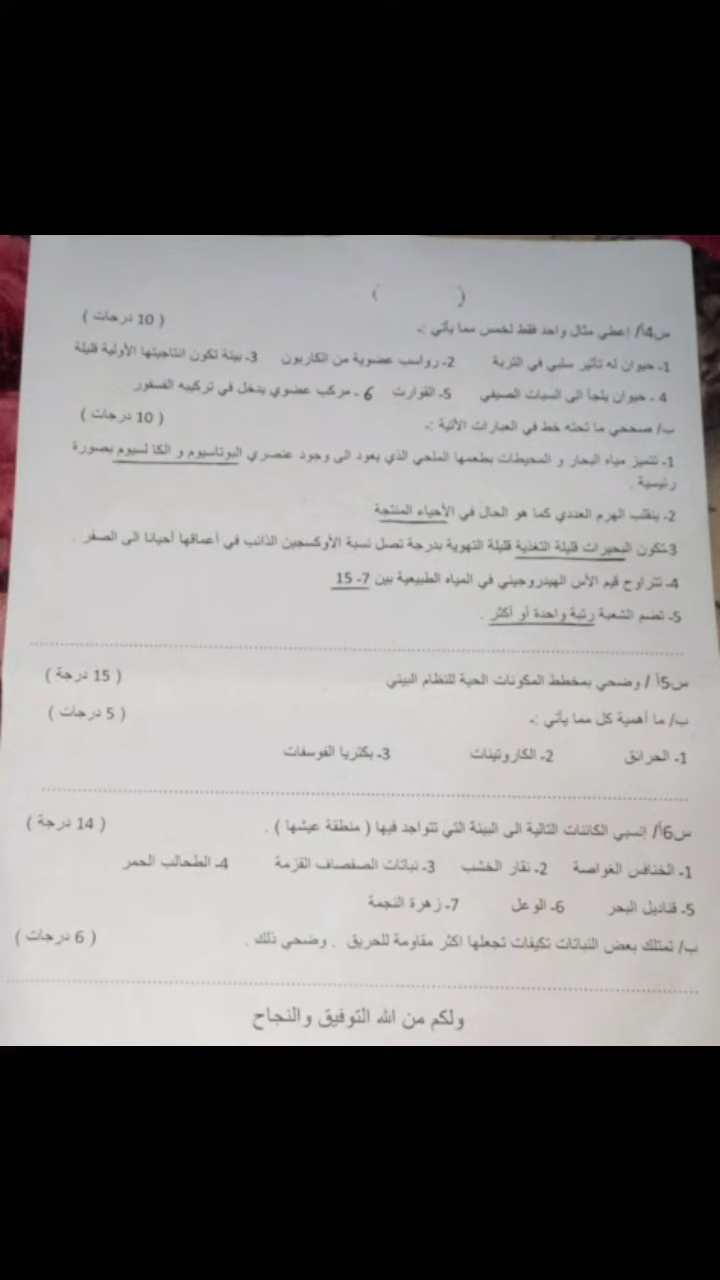 (            )
س4أ/ اعطي مثال واحد فقط لخمس مما يأتي :- ( 10 درجات )
1- حيوان له تأثير سلبي في التربة 2- رواسب عضوية من الكاربون 3- بيئة تكون انتاجيتها الأولية قليلة
4 - حيوان يلجأ الى السبات الصيفي 5- القوارت 6 - مركب عضوي يدخل في تركيبه الفسفور
ب/ صححي ما تحته خط في العبارات الآتية :- ( 10 درجات )
1- تتميز مياه البحار و المحيطات بطعمها الملحي الذي يعود الى وجود عنصري البوتاسيوم و الكا لسيوم بصورة
رئيسية .
2- ينقلب الهرم العددي كما هو الحال في الأحياء المنتجة
3-تكون البحيرات قليلة التغذية قليلة التهوية بدرجة تصل نسبة الأوكسجين الذائب في أعماقها أحيانا الى الصفر .
4- تتراوح قيم الأس الهيدروجيني في المياه الطبيعية بين 7- 15
5- تضم الشعبة رتبة واحدة أو أكثر .
س5أ / وضحي بمخطط المكونات الحية للنظام البيئي ( 15 درجة )
ب/ ما أهمية كل مما يأتي :- ( 5 درجات )
1- الحرائق 2- الكاروتينات 3- بكتريا الفوسفات
س6أ/ إنسبي الكائنات التالية الى البيئة التي تتواجد فيها ( منطقة عيشها ) . ( 14 درجة )
1- الخنافس الغواصة 2- نقار الخشب 3- نباتات الصفصاف القزمة 4- الطحالب الحمر
5- قناديل البحر 6- الوعل 7- زهرة النجمة
ب/ تمتلك بعض النباتات تكيفات تجعلها اكثر مقاومة للحريق . وضحي ذلك . ( 6 درجات )
ولكم من الله التوفيق والنجاح